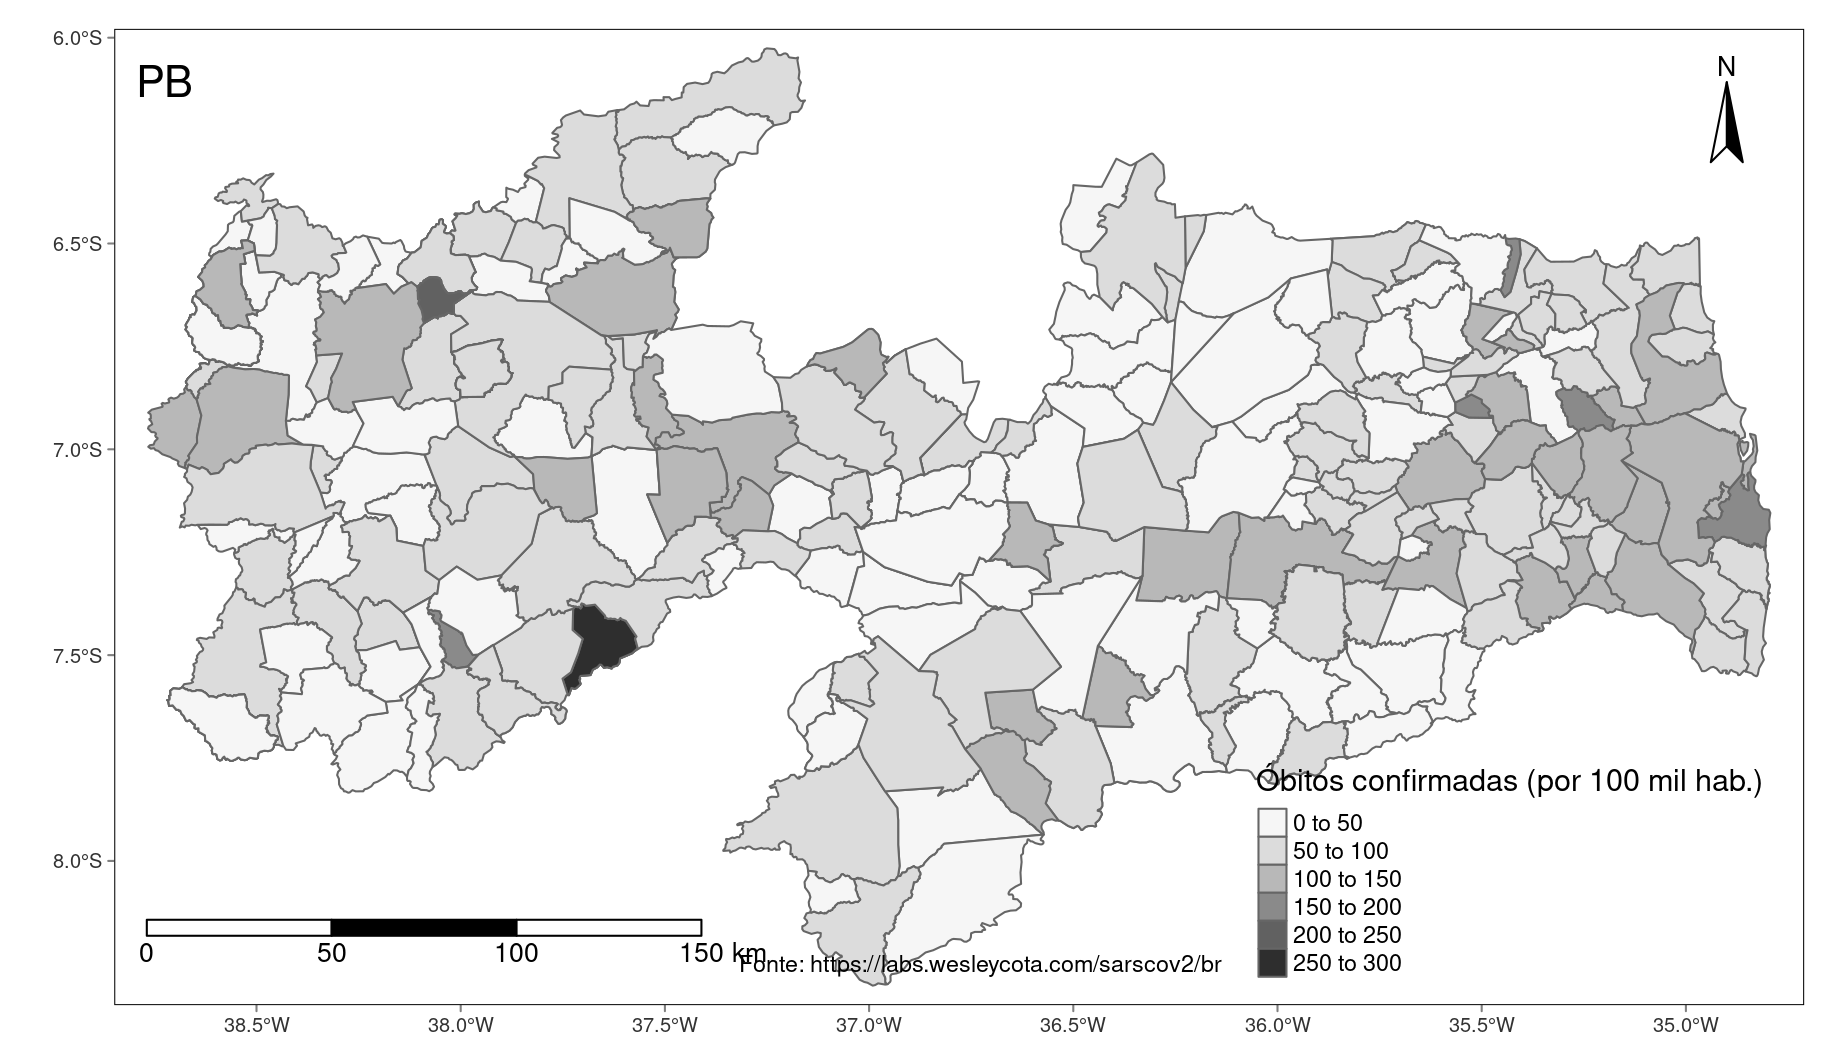 6.0°S
PB
N
6.5°S
7.0°S
7.5°S
8.0°S
Óbitos confirmadas (por 100 mil hab.)
0 to 50
50 to 100
100 to 150
150 to 200
200 to 250
250 to 300
0 50 100 150 km
Fonte: https://labs.wesleycota.com/sarscov2/br
38.5°W 38.0°W 37.5°W 37.0°W 36.5°W 36.0°W 35.5°W 35.0°W